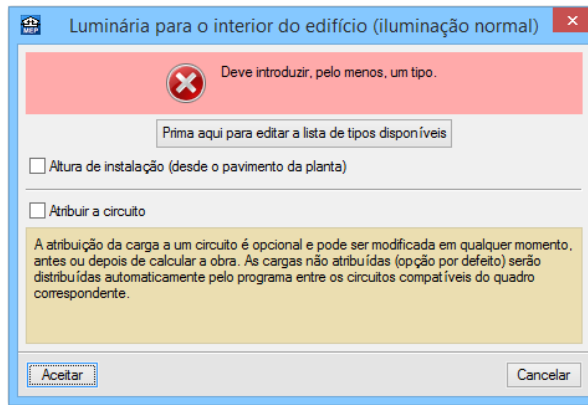 MEP
Luminária para o interior do edifício (iluminação normal)
Deve introduzir, pelo menos, um tipo.
Prima aqui para editar a lista de tipos disponíveis
Altura de instalação (desde o pavimento da planta)
Atribuir a circuito
A atribuição da carga a um circuito é opcional e pode ser modificada em qualquer momento,
antes ou depois de calcular a obra. As cargas não atribuídas (opção por defeito) serão
distribuídas automaticamente pelo programa entre os circuitos compatíveis do quadro
correspondente.
Aceitar
Cancelar